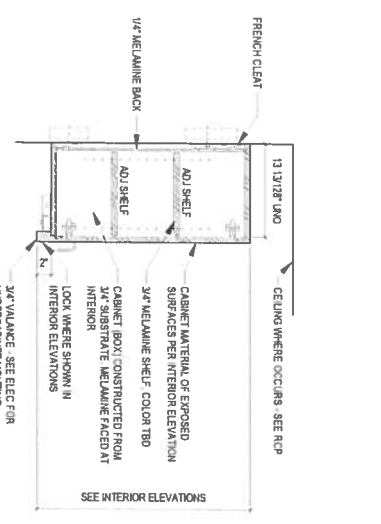 FRENCH CLEAT
1/4" MELAMINE BACK
13 13/128" UNO
CEILING WHERE OCCURS - SEE RCP
ADJ SHELF
ADJ SHELF
CABINET MATERIAL OF EXPOSED
SURFACES PER INTERIOR ELEVATION
3/4" MELAMINE SHELF, COLOR TBD
CABINET (BOX) CONSTRUCTED FROM
3/4" SUBSTRATE MELAMINE FACED AT
INTERIOR
LOCK WHERE SHOWN IN
INTERIOR ELEVATIONS
2"
3/4" VALANCE - SEE ELEC FOR
SEE INTERIOR ELEVATIONS